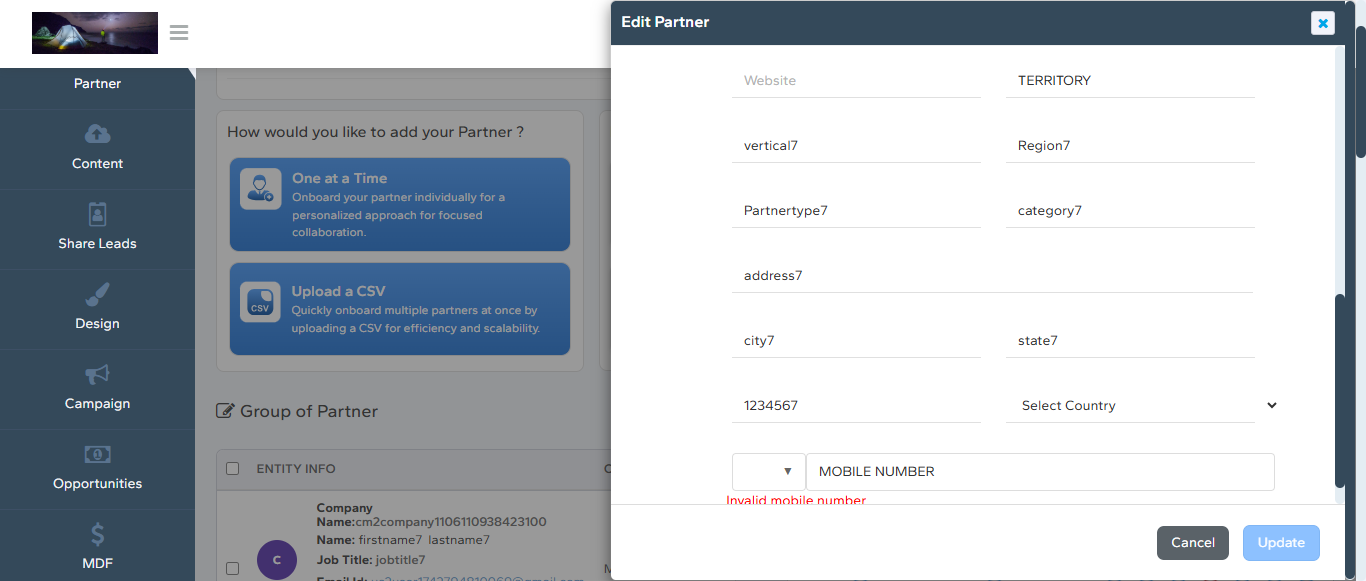 Edit Partner
Partner
Content
Share Leads
Design
Campaign
Opportunities
MDF
How would you like to add your Partner ?
One at a Time
Onboard your partner individually for a
personalized approach for focused
collaboration.
CSV
Upload a CSV
Quickly onboard multiple partners at once by
uploading a CSV for efficiency and scalability.
Group of Partner
ENTITY INFO
C
Company
Name:cm2company1106110938423100
Name: firstname7 lastname7
Job Title: jobtitle7
Website
TERRITORY
vertical7
Region7
Partnertype7
category7
address7
city7
state7
1234567
Select Country
MOBILE NUMBER
Invalid mobile number
Cancel
Update